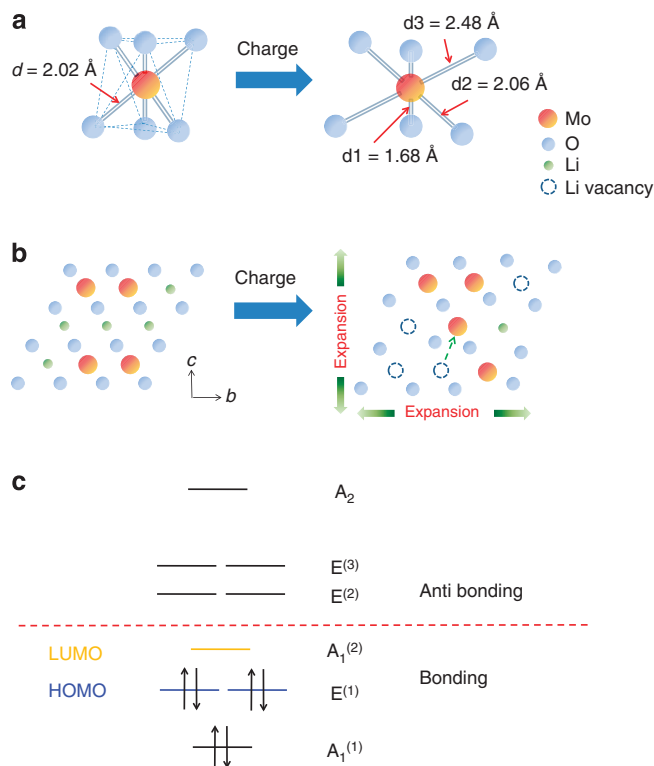 a
d = 2.02 Å
Charge
d3 = 2.48 Å
d2 = 2.06 Å
d1 = 1.68 Å
Mo
O
Li
Li vacancy
b
Charge
c
b
Expansion
Expansion
c
A₂
E⁽³⁾
E⁽²⁾
Anti bonding
LUMO
A₁⁽²⁾
HOMO
E⁽¹⁾
Bonding
A₁⁽¹⁾